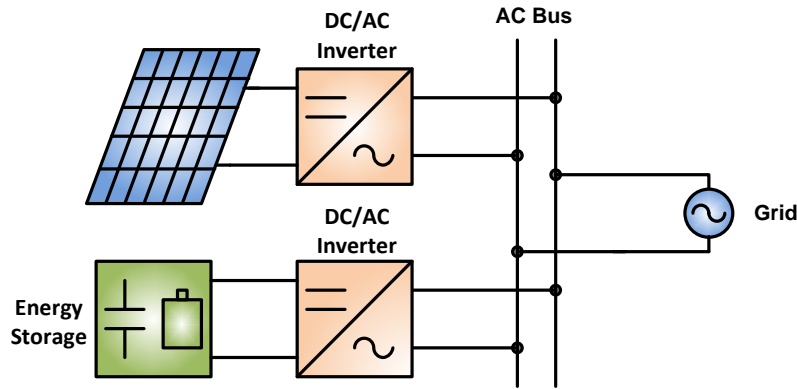 DC/AC
Inverter
AC Bus
Grid
DC/AC
Inverter
Energy
Storage